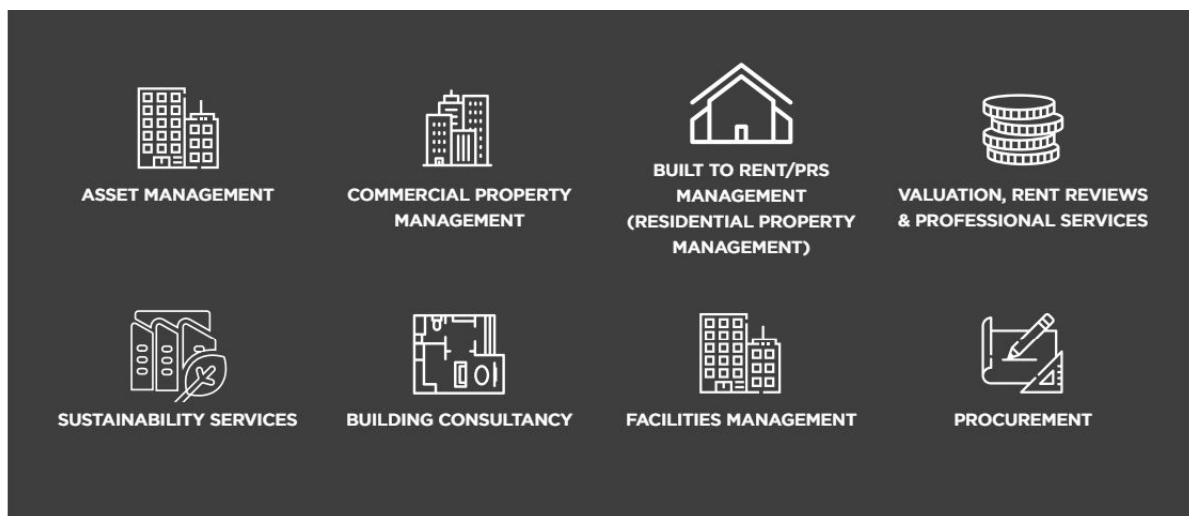 ASSET MANAGEMENT
COMMERCIAL PROPERTY
MANAGEMENT
BUILT TO RENT/PRS
MANAGEMENT
(RESIDENTIAL PROPERTY
MANAGEMENT)
VALUATION, RENT REVIEWS
& PROFESSIONAL SERVICES
SUSTAINABILITY SERVICES
BUILDING CONSULTANCY
FACILITIES MANAGEMENT
PROCUREMENT